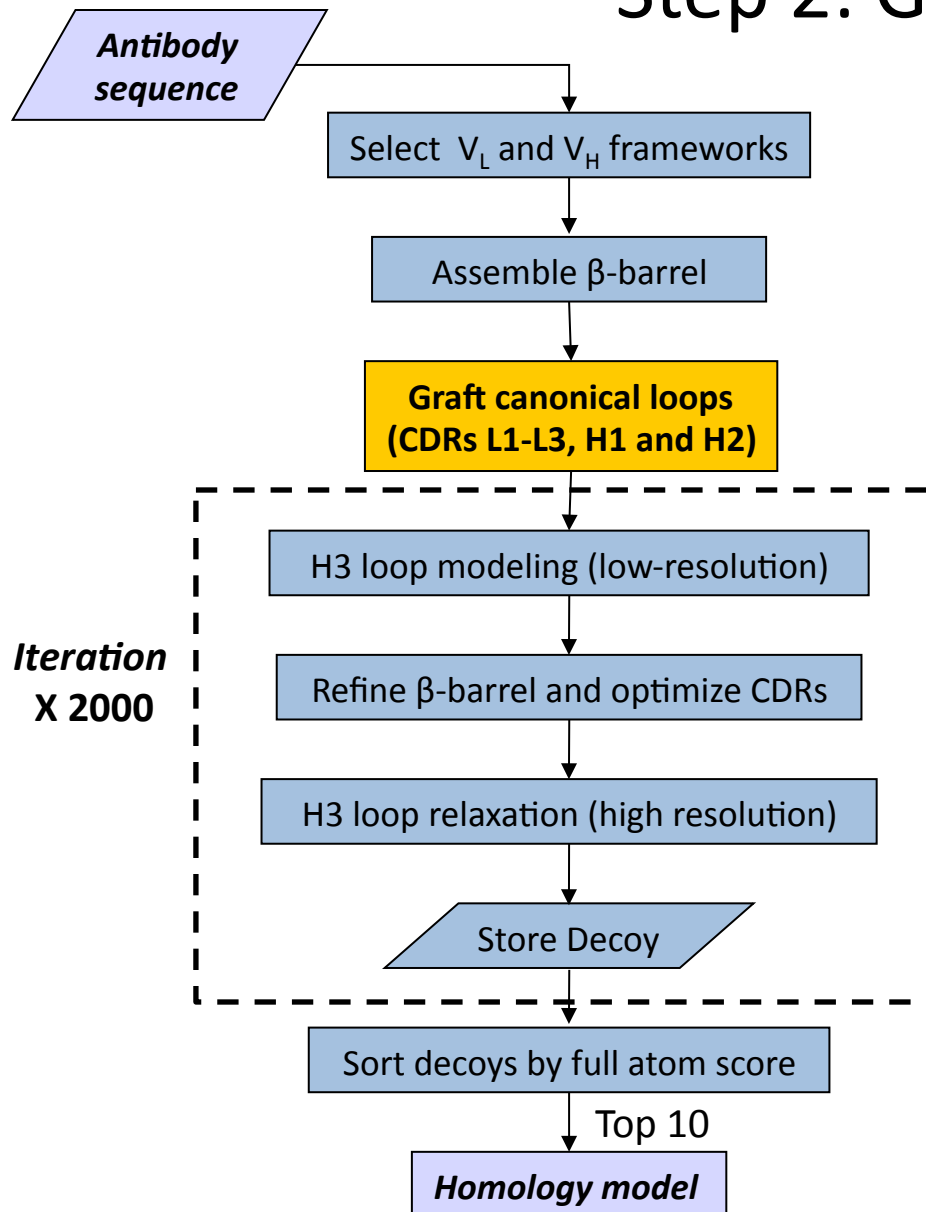 Step 2: G
Antibody
sequence
Select V_L and V_H frameworks
Assemble β-barrel
Graft canonical loops
(CDRs L1-L3, H1 and H2)
H3 loop modeling (low-resolution)
Iteration
X 2000
Refine β-barrel and optimize CDRs
H3 loop relaxation (high resolution)
Store Decoy
Sort decoys by full atom score
Top 10
Homology model